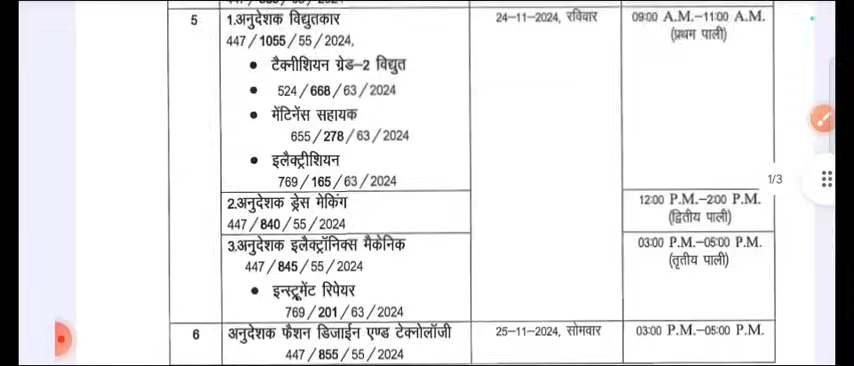 5
1.अनुदेशक विद्युतकार
24-11-2024, रविवार
09:00 A.M.-11:00 A.M.
447/1055/55/2024,
(प्रथम पाली)
• टैक्नीशियन ग्रेड-2 विद्युत
• 524/668/63/2024
• मेंटिनेंस सहायक
655/278/63/2024
• इलैक्ट्रीशियन
769/165/63/2024
1/3
2.अनुदेशक ड्रेस मेकिंग
12:00 P.M.-2:00 P.M.
447/840/55/2024
(द्वितीय पाली)
3.अनुदेशक इलैक्ट्रॉनिक्स मैकेनिक
03:00 P.M.-05:00 P.M.
447/845/55/2024
(तृतीय पाली)
• इन्स्ट्रूमेंट रिपेयर
769/201/63/2024
6
अनुदेशक फैशन डिजाईन एण्ड टेक्नोलॉजी
25-11-2024, सोमवार
03:00 P.M.-05:00 P.M.
447/855/55/2024